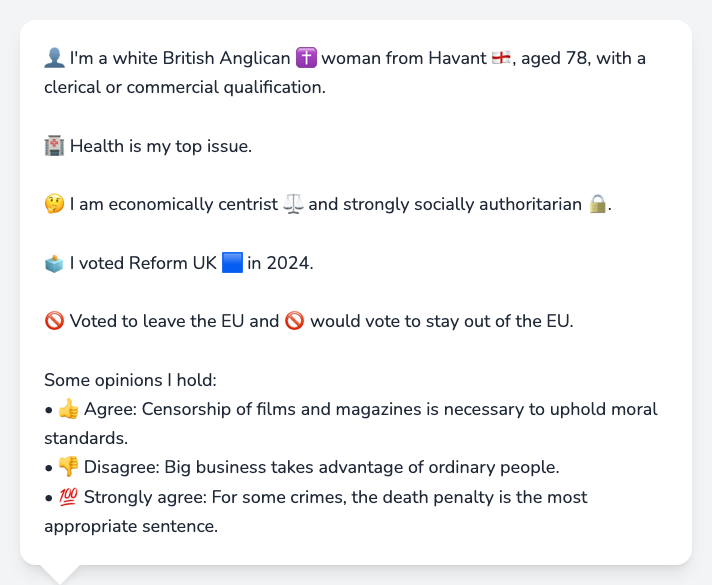 👤 I'm a white British Anglican ✝️ woman from Havant 🏴󠁧󠁢󠁥󠁮󠁧󠁿, aged 78, with a
clerical or commercial qualification.
🏥 Health is my top issue.
🤔 I am economically centrist ⚖️ and strongly socially authoritarian 🔒.
🗳️ I voted Reform UK 🟦 in 2024.
🚫 Voted to leave the EU and 🚫 would vote to stay out of the EU.
Some opinions I hold:
• 👍 Agree: Censorship of films and magazines is necessary to uphold moral
standards.
• 👎 Disagree: Big business takes advantage of ordinary people.
• 💯 Strongly agree: For some crimes, the death penalty is the most
appropriate sentence.